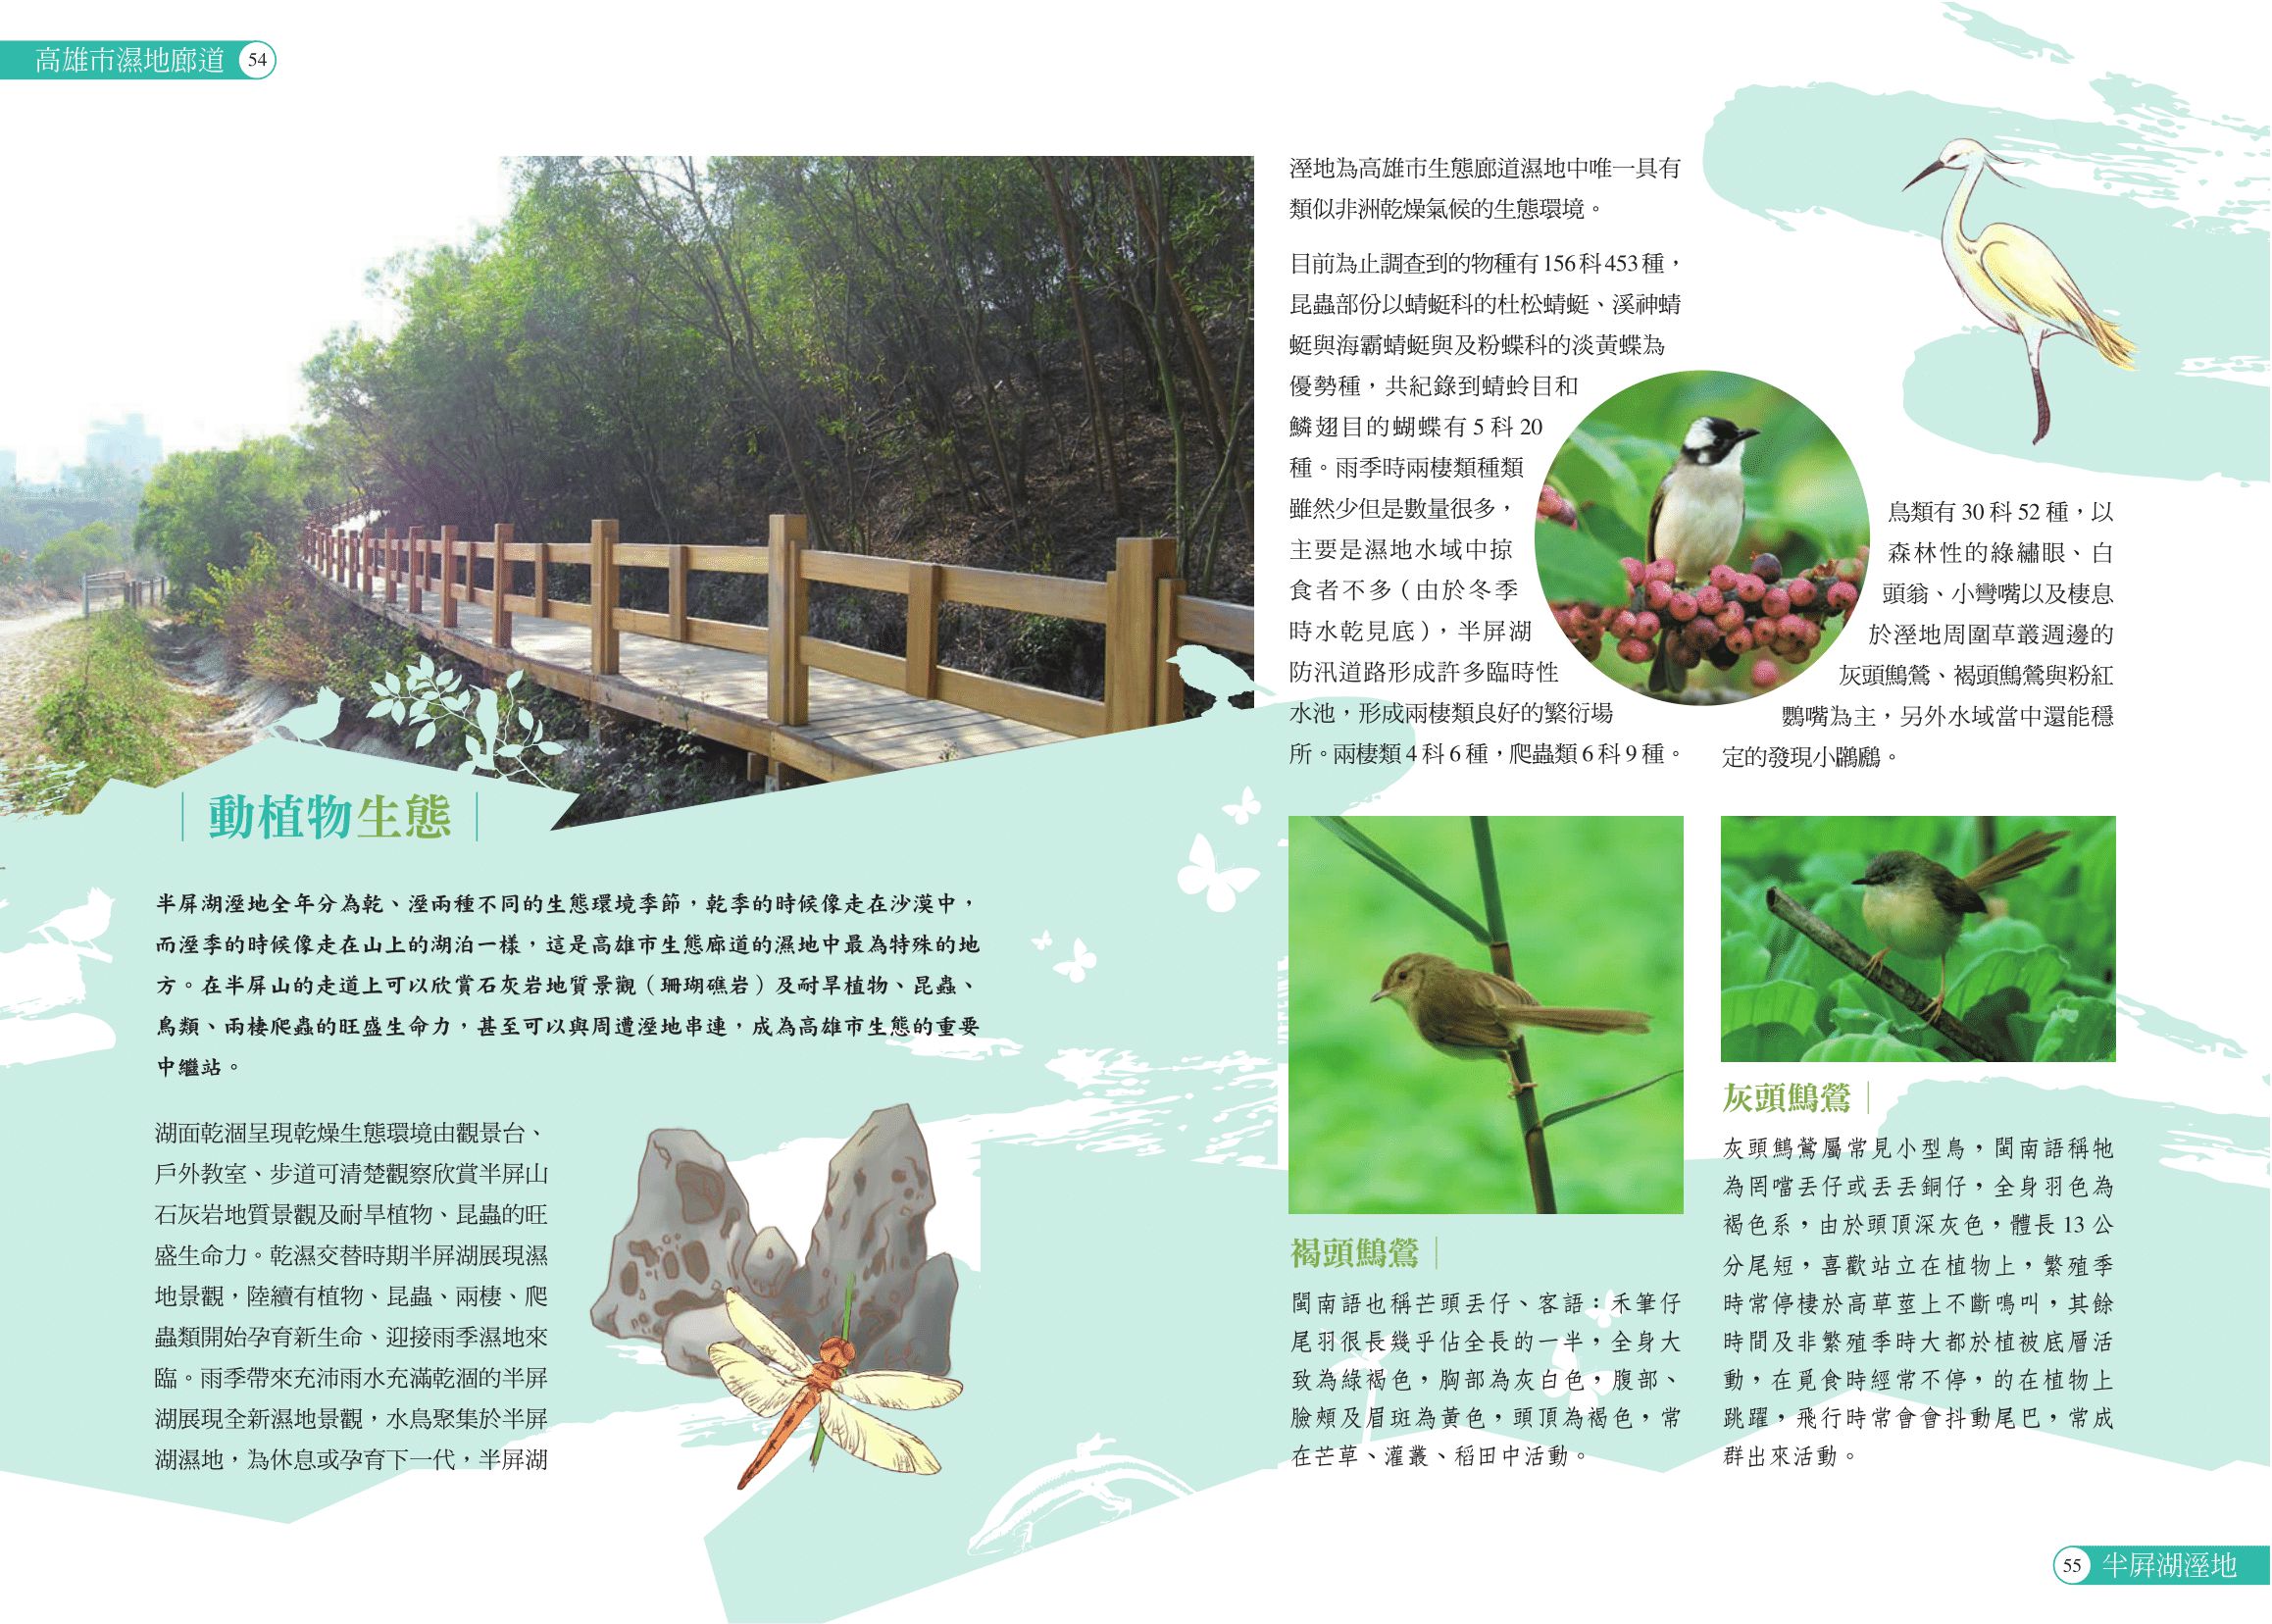 高雄市濕地廊道 54
動植物生態
半屏湖溼地全年分為乾、溼兩種不同的生態環境季節，乾季的時候像走在沙漠中，
而溼季的時候像走在山上的湖泊一樣，這是高雄市生態廊道的濕地中最為特殊的地
方。在半屏山的走道上可以欣賞石灰岩地質景觀（珊瑚礁岩）及耐旱植物、昆蟲、
鳥類、兩棲爬蟲的旺盛生命力，甚至可以與周遭溼地串連，成為高雄市生態的重要
中繼站。
湖面乾涸呈現乾燥生態環境由觀景台、
戶外教室、步道可清楚觀察欣賞半屏山
石灰岩地質景觀及耐旱植物、昆蟲的旺
盛生命力。乾濕交替時期半屏湖展現濕
地景觀，陸續有植物、昆蟲、兩棲、爬
蟲類開始孕育新生命、迎接雨季濕地來
臨。雨季帶來充沛雨水充滿乾涸的半屏
湖展現全新濕地景觀，水鳥聚集於半屏
湖濕地，為休息或孕育下一代，半屏湖
溼地為高雄市生態廊道濕地中唯一具有
類似非洲乾燥氣候的生態環境。
目前為止調查到的物種有156科453種，
昆蟲部份以蜻蜓科的杜松蜻蜓、溪神蜻
蜓與海霸蜻蜓與及粉蝶科的淡黃蝶為
優勢種，共紀錄到蜻蛉目和
鱗翅目的蝴蝶有 5 科 20
種。雨季時兩棲類種類
雖然少但是數量很多，
主要是濕地水域中掠
食者不多（由於冬季
時水乾見底），半屏湖
防汛道路形成許多臨時性
水池，形成兩棲類良好的繁衍場
所。兩棲類4科6種，爬蟲類6科9種。
鳥類有 30 科 52 種，以
森林性的綠繡眼、白
頭翁、小彎嘴以及棲息
於溼地周圍草叢週邊的
灰頭鷦鶯、褐頭鷦鶯與粉紅
鸚嘴為主，另外水域當中還能穩
定的發現小鸊鷉。
褐頭鷦鶯
閩南語也稱芒頭丟仔、客語：禾筆仔
尾羽很長幾乎佔全長的一半，全身大
致為綠褐色，胸部為灰白色，腹部、
臉頰及眉斑為黃色，頭頂為褐色，常
在芒草、灌叢、稻田中活動。
灰頭鷦鶯
灰頭鷦鶯屬常見小型鳥，閩南語稱牠
為罔噹丟仔或丟丟銅仔，全身羽色為
褐色系，由於頭頂深灰色，體長 13 公
分尾短，喜歡站立在植物上，繁殖季
時常停棲於高草莖上不斷鳴叫，其餘
時間及非繁殖季時大都於植被底層活
動，在覓食時經常不停，的在植物上
跳躍，飛行時常會會抖動尾巴，常成
群出來活動。
55 半屏湖溼地